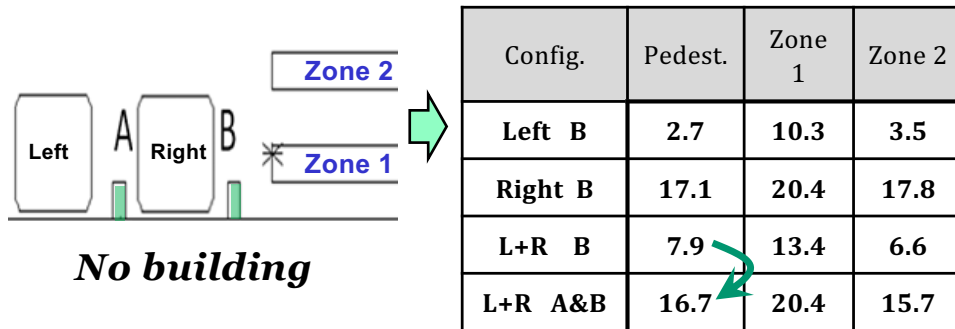 Zone 2
A
B
Left
Right
Zone 1
No building
Config. Pedest. Zone 1 Zone 2
Left B 2.7 10.3 3.5
Right B 17.1 20.4 17.8
L+R B 7.9 13.4 6.6
L+R A&B 16.7 20.4 15.7